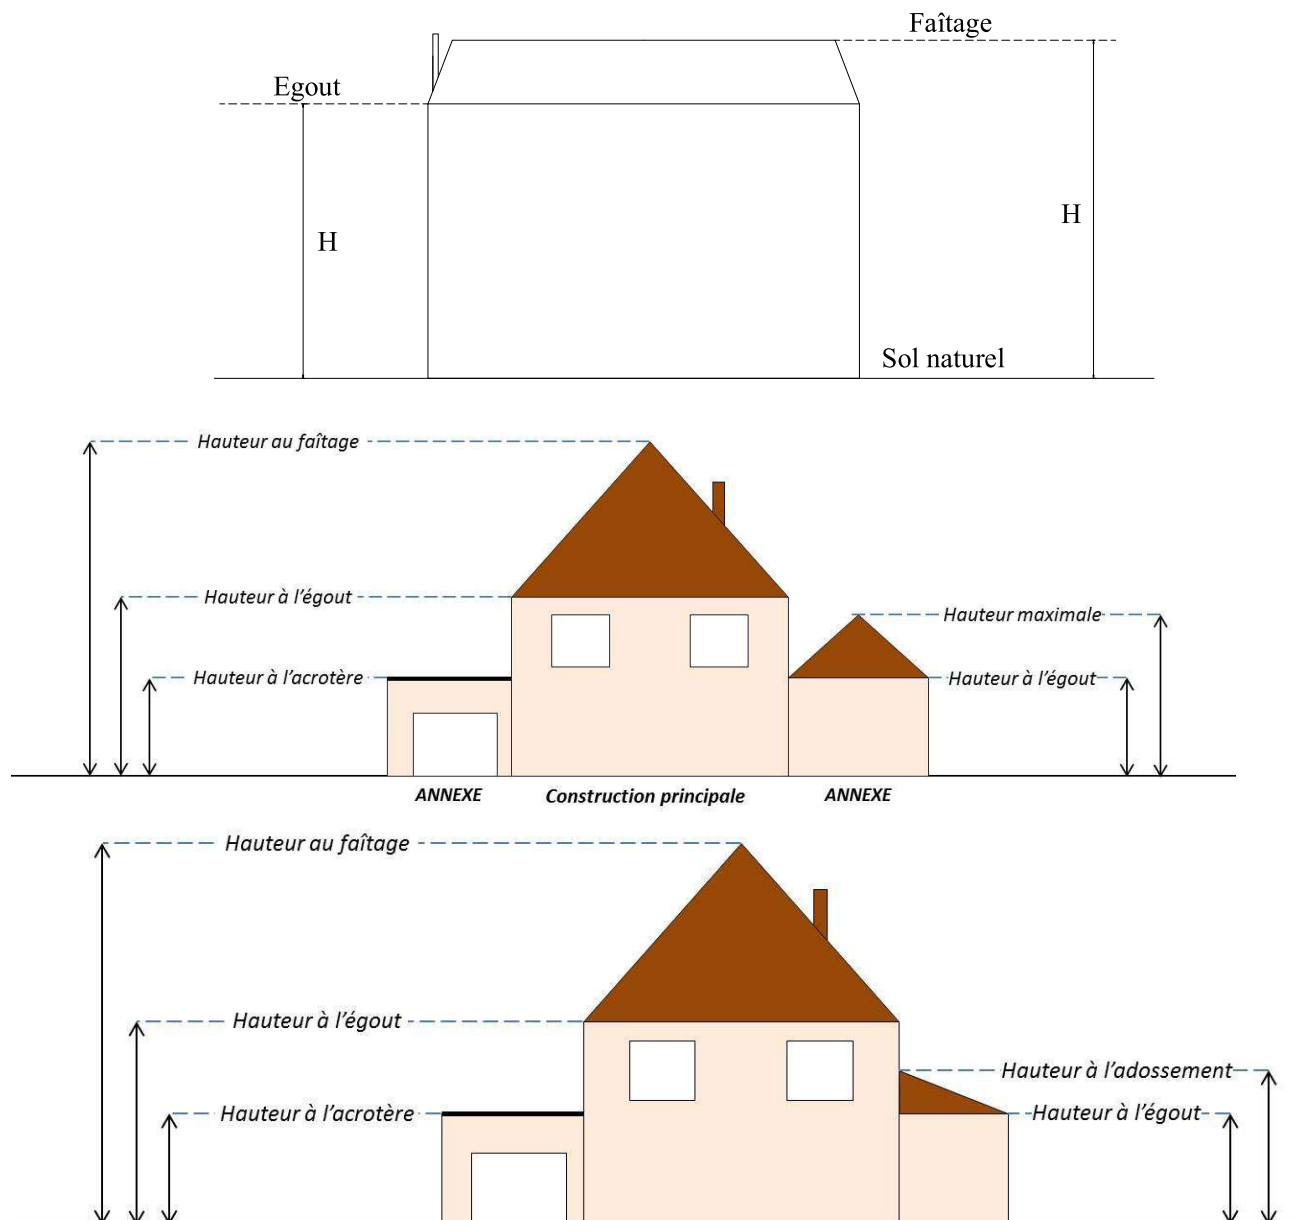 Faîtage
Egout
H
H
Sol naturel
Hauteur au faîtage
Hauteur à l'égout
Hauteur maximale
Hauteur à l'acrotère
Hauteur à l'égout
ANNEXE
Construction principale
ANNEXE
Hauteur au faîtage
Hauteur à l'égout
Hauteur à l'adossement
Hauteur à l'acrotère
Hauteur à l'égout